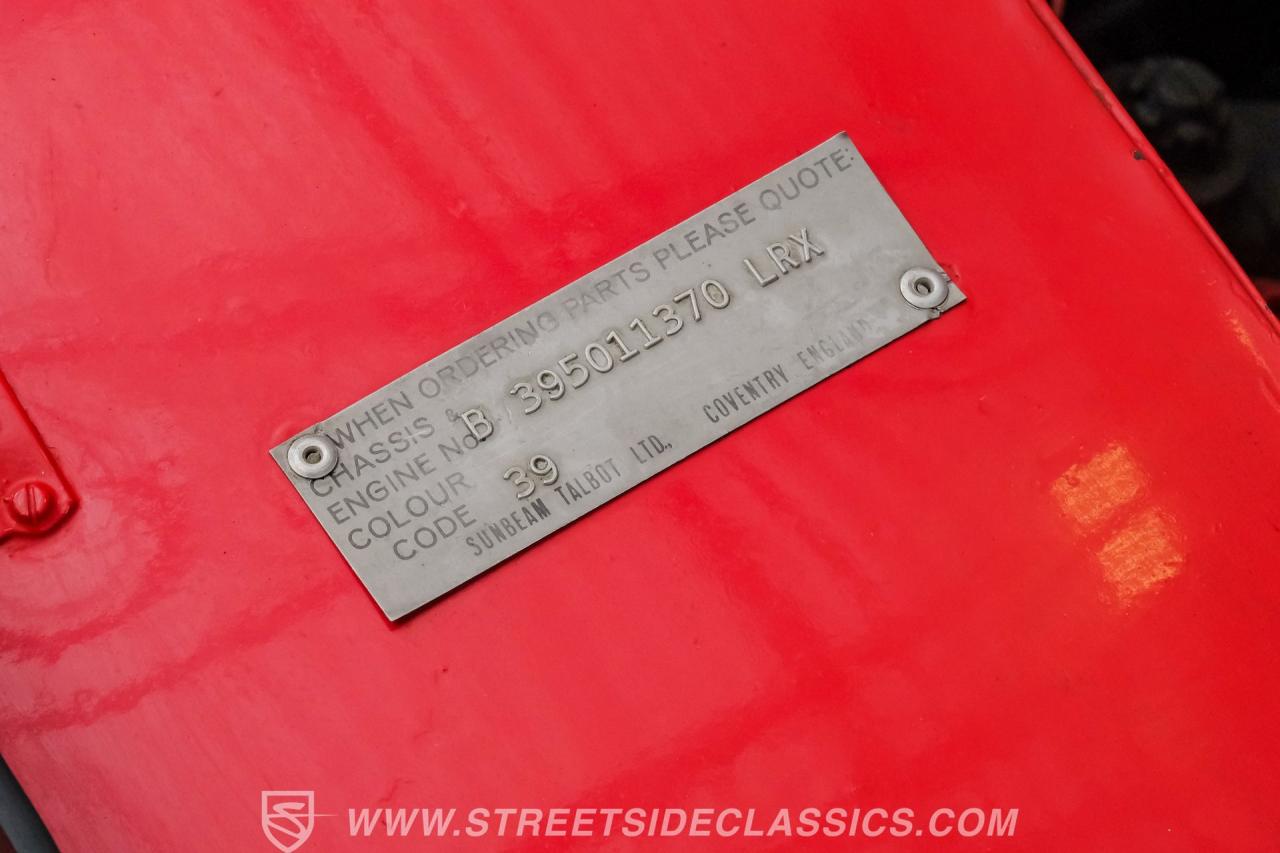 WHEN ORDERING PARTS PLEASE QUOTE:
CHASSIS &
ENGINE No. B 395011370 LRX
COLOUR
CODE 39
SUNBEAM TALBOT LTD., COVENTRY ENGLAND
WWW.STREETSIDECLASSICS.COM